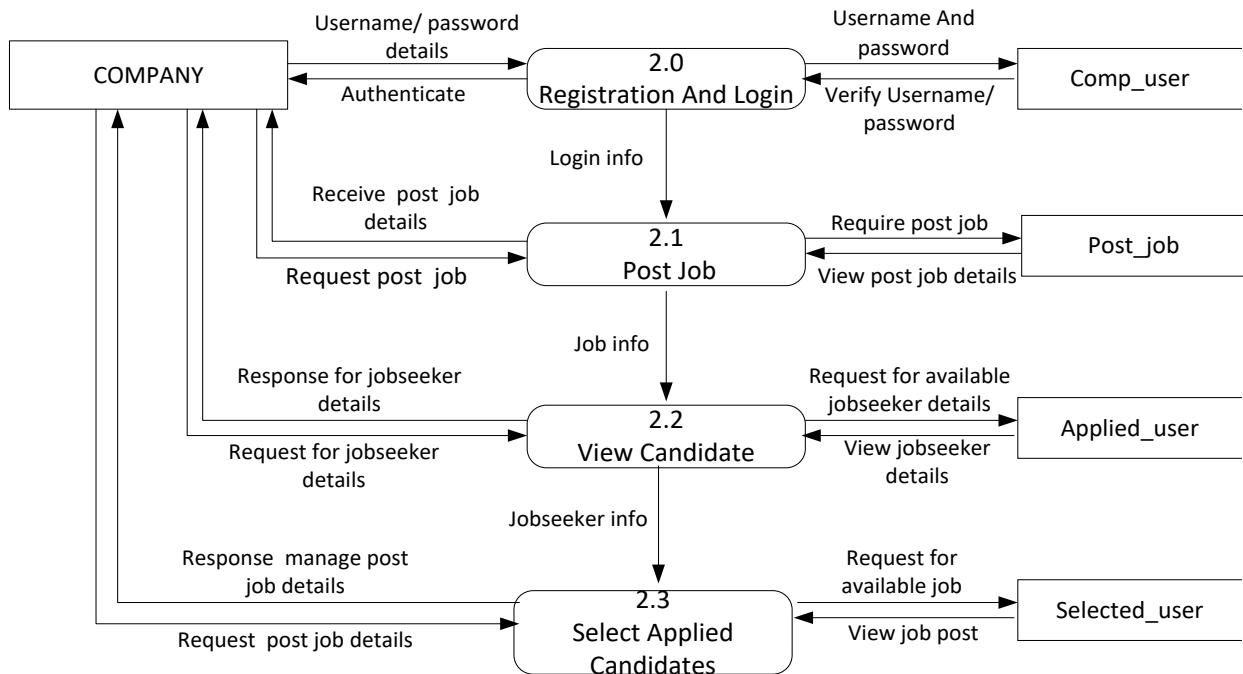 Username/ password
details
Username And
password
COMPANY
2.0
Registration And Login
Comp_user
Authenticate
Verify Username/
password
Login info
Receive post job
details
2.1
Post Job
Require post job
Post_job
Request post job
View post job details
Job info
Response for jobseeker
details
Request for available
jobseeker details
2.2
View Candidate
Applied_user
Request for jobseeker
details
View jobseeker
details
Jobseeker info
Response manage post
job details
Request for
available job
2.3
Select Applied
Candidates
Selected_user
Request post job details
View job post